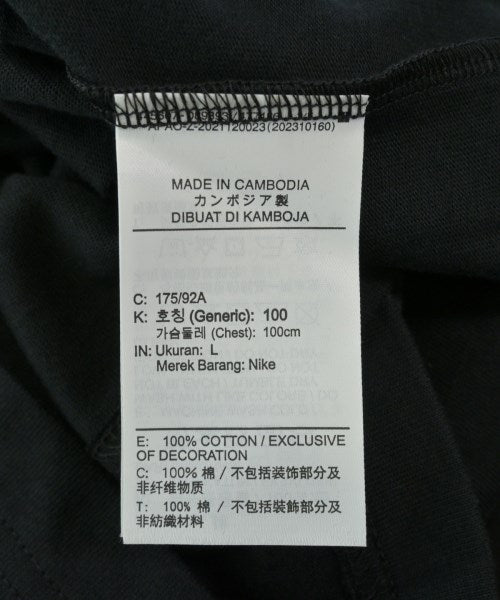 APAO-Z-2021120023 (202310160)
MADE IN CAMBODIA
カンボジア製
DIBUAT DI KAMBOJA
C: 175/92A
K: 호칭 (Generic): 100
가슴둘레 (Chest): 100cm
IN: Ukuran: L
Merek Barang: Nike
E: 100% COTTON / EXCLUSIVE
OF DECORATION
C: 100% 棉 / 不包括装饰部分及
非纤维物质
T: 100% 棉 / 不包括裝飾部分及
非紡織材料